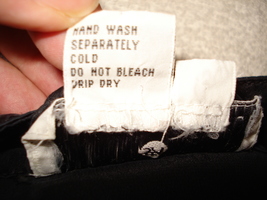 HAND WASH
SEPARATELY
COLD
DO NOT BLEACH
DRIP DRY